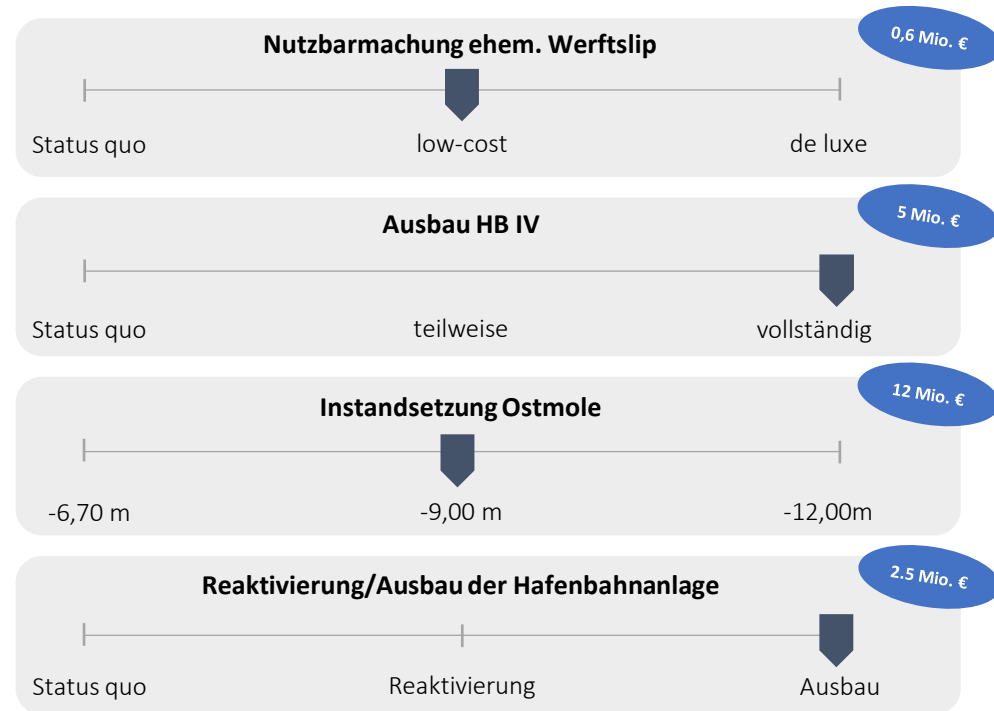 Nutzbarmachung ehem. Werftslip
0,6 Mio. €
Status quo low-cost de luxe
Ausbau HB IV
5 Mio. €
Status quo teilweise vollständig
Instandsetzung Ostmole
12 Mio. €
-6,70 m -9,00 m -12,00m
Reaktivierung/Ausbau der Hafenbahnanlage
2.5 Mio. €
Status quo Reaktivierung Ausbau